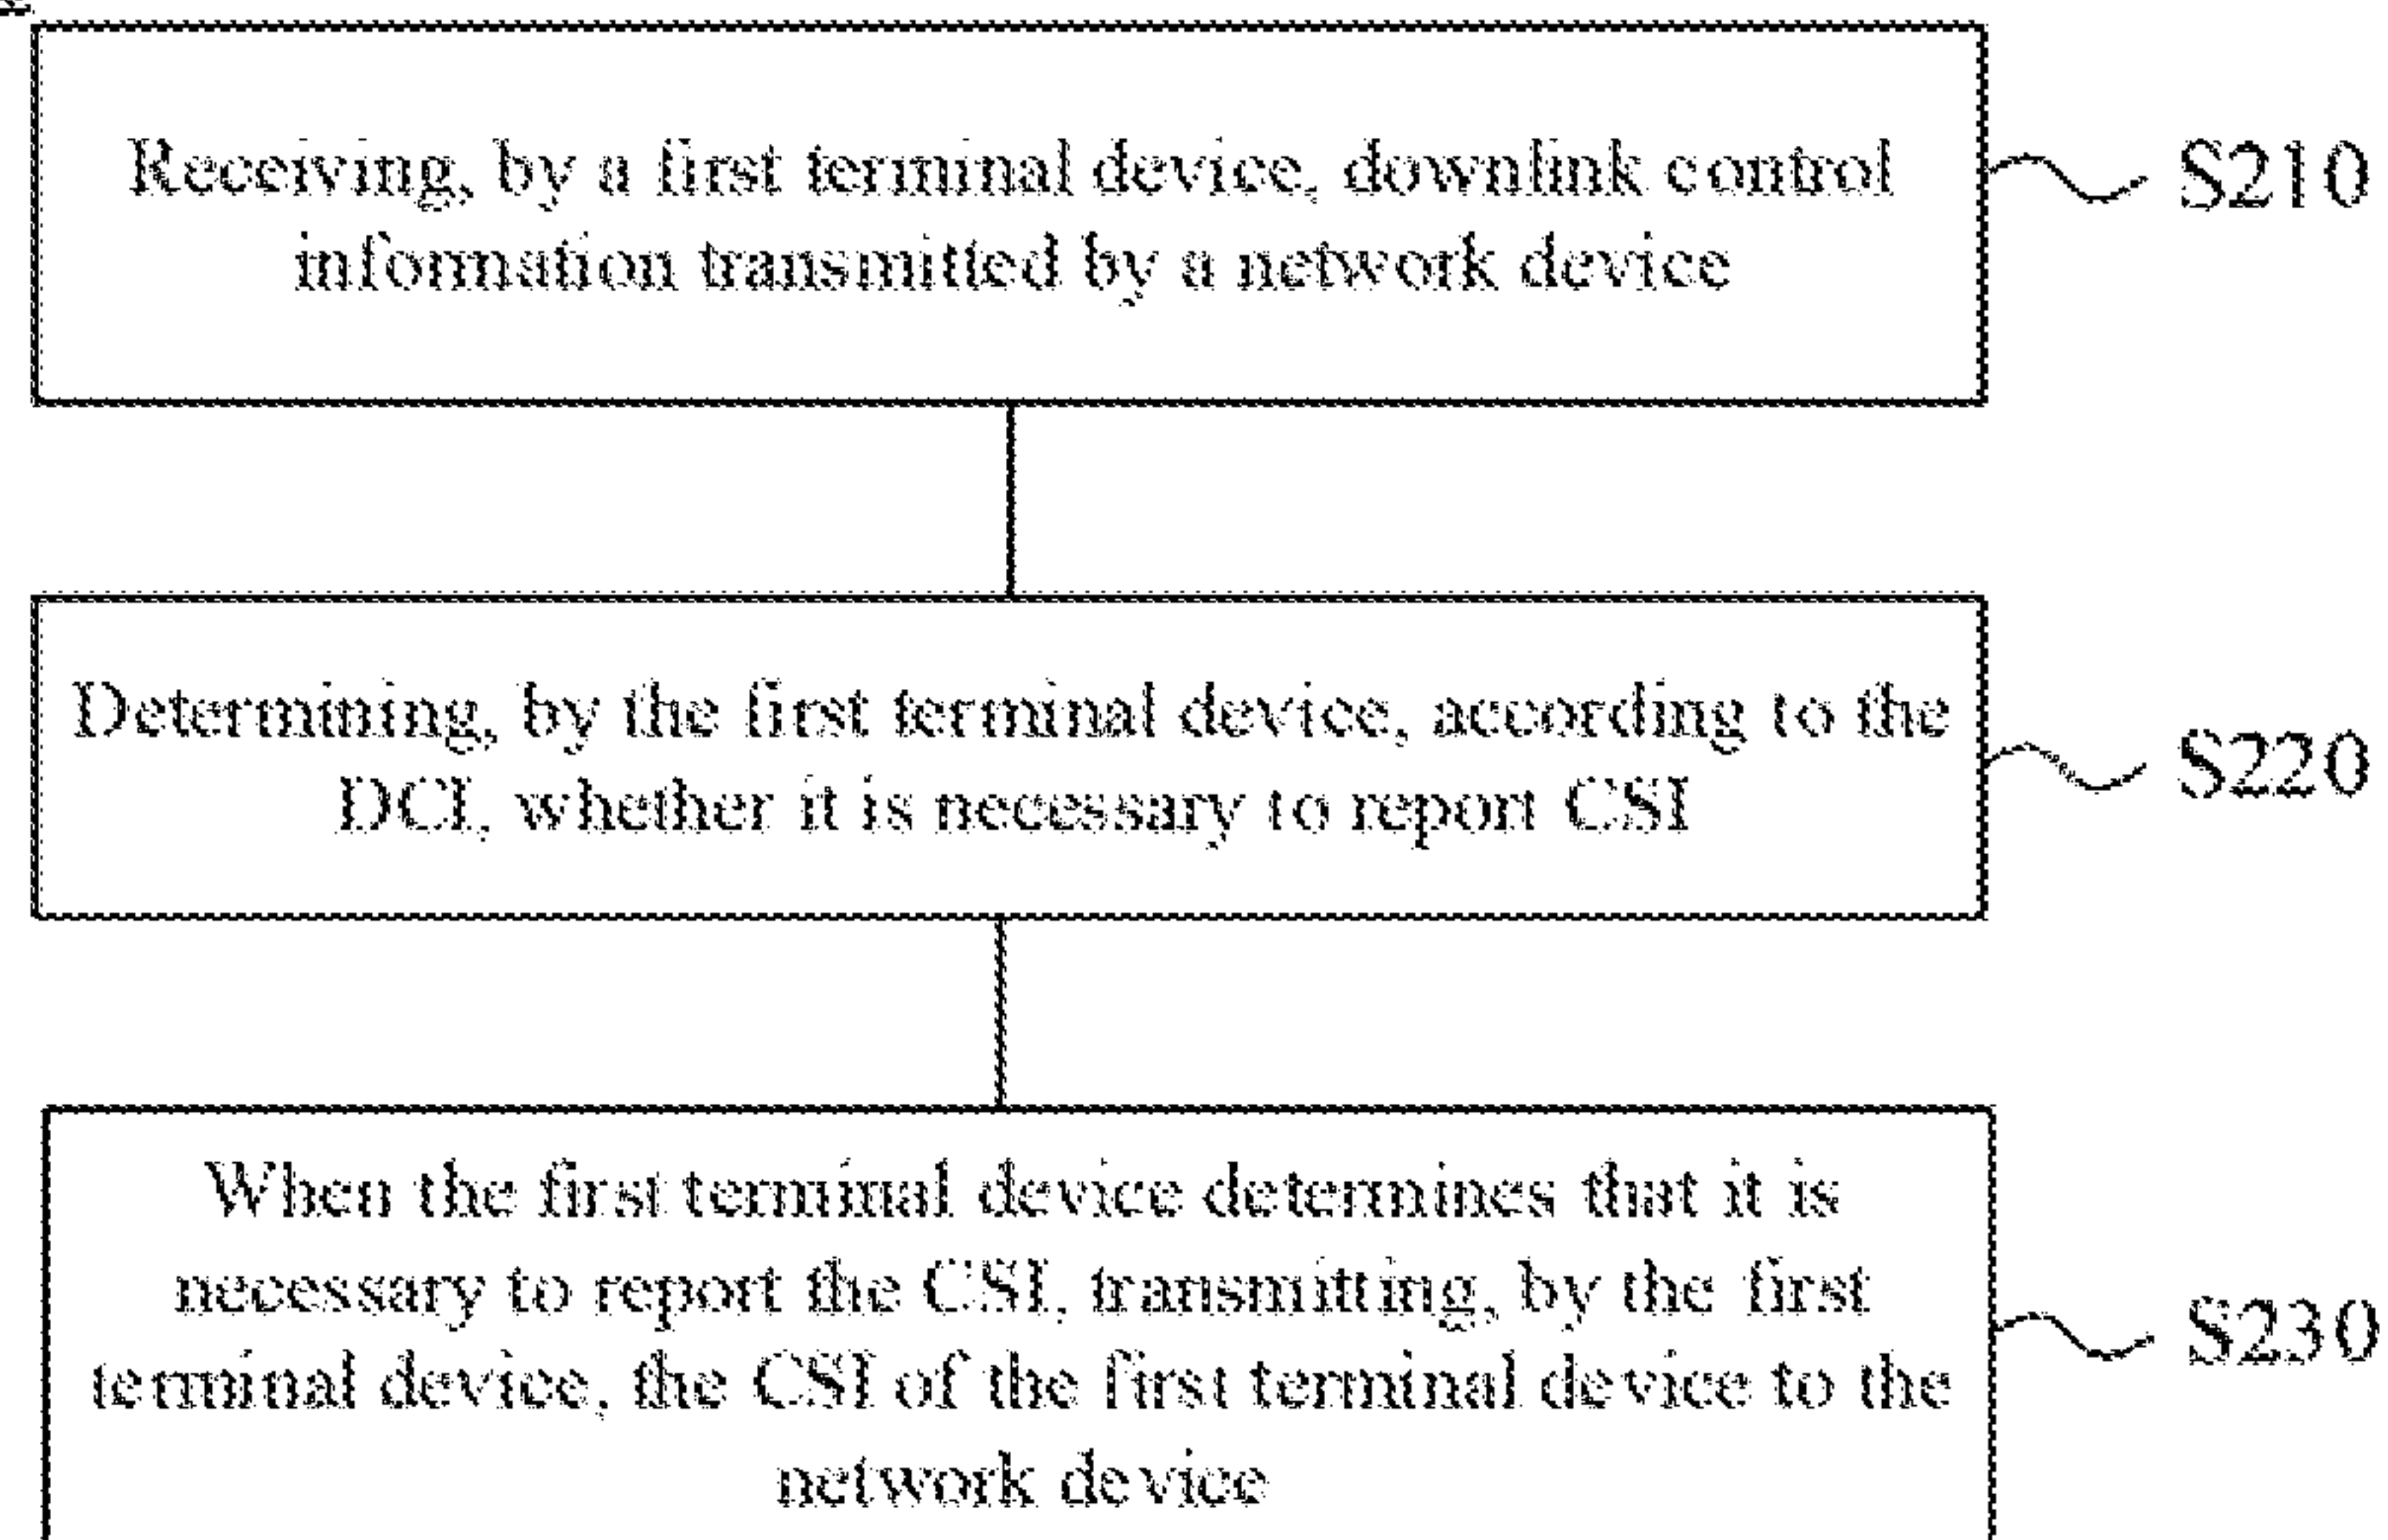 Receiving, by a first terminal device, downlink control
information transmitted by a network device
S210
Determining, by the first terminal device, according to the
DCI, whether it is necessary to report CSI
S220
When the first terminal device determines that it is
necessary to report the CSI, transmitting, by the first
terminal device, the CSI of the first terminal device to the
network device
S230